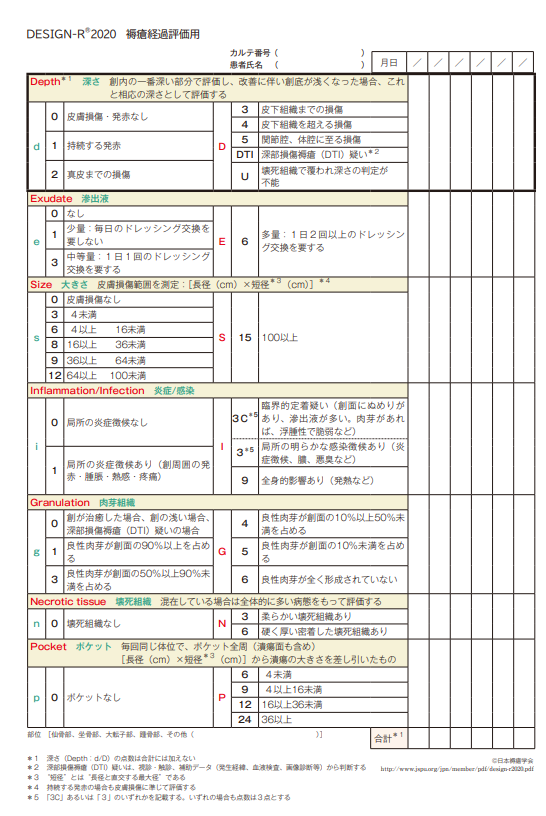 DESIGN-R®2020 褥瘡経過評価用
カルテ番号（ ）
患者氏名 （ ）
月日 ／ ／ ／ ／ ／ ／
Depth＊1 深さ 創内の一番深い部分で評価し、改善に伴い創底が浅くなった場合、これ
と相応の深さとして評価する
d
0 皮膚損傷・発赤なし
1 持続する発赤
2 真皮までの損傷
D
3 皮下組織までの損傷
4 皮下組織を超える損傷
5 関節腔、体腔に至る損傷
DTI 深部損傷褥瘡（DTI）疑い＊2
U 壊死組織で覆われ深さの判定が
不能
Exudate 滲出液
e
0 なし
1 少量：毎日のドレッシング交換を
要しない
3 中等量：１日１回のドレッシング
交換を要する
E
6 多量：１日２回以上のドレッシン
グ交換を要する
Size 大きさ 皮膚損傷範囲を測定：［長径（cm）×短径＊3（cm）］＊4
s
0 皮膚損傷なし
3 4未満
6 4以上 16未満
8 16以上 36未満
9 36以上 64未満
12 64以上 100未満
S
15 100以上
Inflammation/Infection 炎症/感染
i
0 局所の炎症徴候なし
1 局所の炎症徴候あり（創周囲の発
赤・腫脹・熱感・疼痛）
I
3C＊5 臨界的定着疑い（創面にぬめりが
あり、滲出液が多い。肉芽があれ
ば、浮腫性で脆弱など）
3＊5 局所の明らかな感染徴候あり（炎
症徴候、膿、悪臭など）
9 全身的影響あり（発熱など）
Granulation 肉芽組織
g
0 創が治癒した場合、創の浅い場合、
深部損傷褥瘡（DTI）疑いの場合
1 良性肉芽が創面の90%以上を占め
る
3 良性肉芽が創面の50%以上90%未
満を占める
G
4 良性肉芽が創面の10%以上50%未
満を占める
5 良性肉芽が創面の10%未満を占め
る
6 良性肉芽が全く形成されていない
Necrotic tissue 壊死組織 混在している場合は全体的に多い病態をもって評価する
n
0 壊死組織なし
N
3 柔らかい壊死組織あり
6 硬く厚い密着した壊死組織あり
Pocket ポケット 毎回同じ体位で、ポケット全周（潰瘍面も含め）
［長径（cm）×短径＊3（cm）］から潰瘍の大きさを差し引いたもの
p
0 ポケットなし
P
6 4未満
9 4以上16未満
12 16以上36未満
24 36以上
部位 ［仙骨部、坐骨部、大転子部、踵骨部、その他（ ）］
合計＊1
©日本褥瘡学会
http://www.jspu.org/jpn/member/pdf/design-r2020.pdf
＊1 深さ（Depth：d/D）の点数は合計には加えない
＊2 深部損傷褥瘡（DTI）疑いは、視診・触診、補助データ（発生経緯、血液検査、画像診断等）から判断する
＊3 “短径”とは“長径と直交する最大径”である
＊4 持続する発赤の場合も皮膚損傷に準じて評価する
＊5 「3C」あるいは「3」のいずれかを記載する。いずれの場合も点数は３点とする